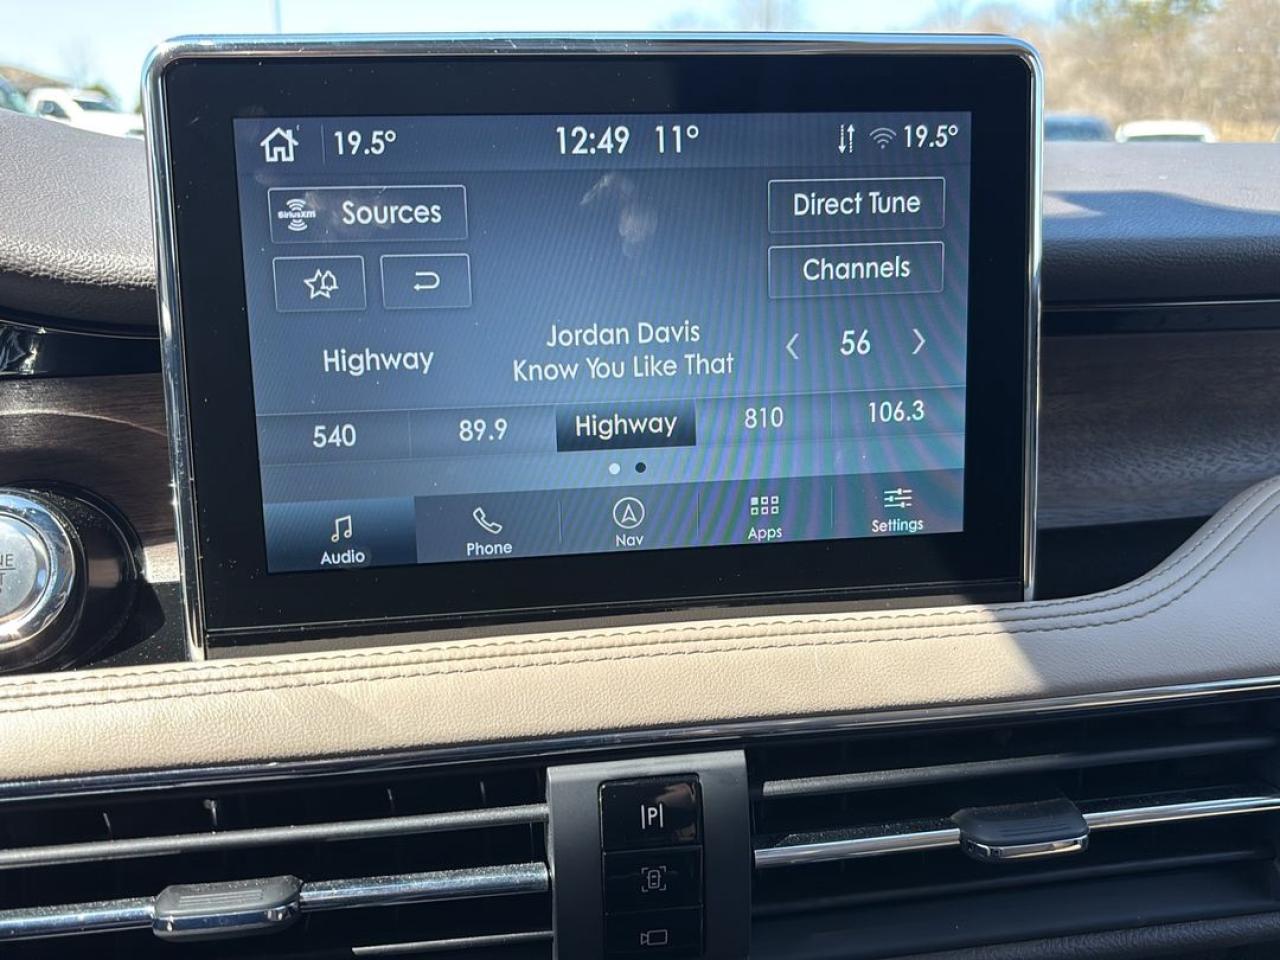 19.5°
12:49 11°
19.5°
SiriusXM
Sources
Direct Tune
Channels
Highway
Jordan Davis
Know You Like That
56
540
89.9
Highway
810
106.3
Audio
Phone
Nav
Apps
Settings
P